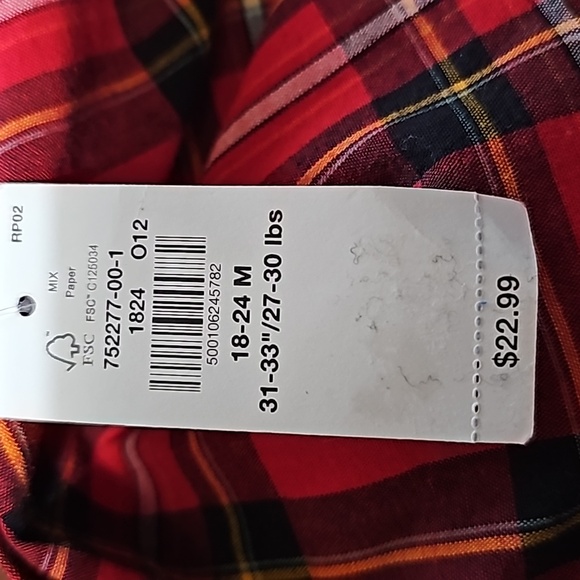 RP02
MIX
Paper
FSC™ C126034
FSC
752277-00-1
1824 O12
500106245782
18-24 M
31-33"/27-30 lbs
$22.99